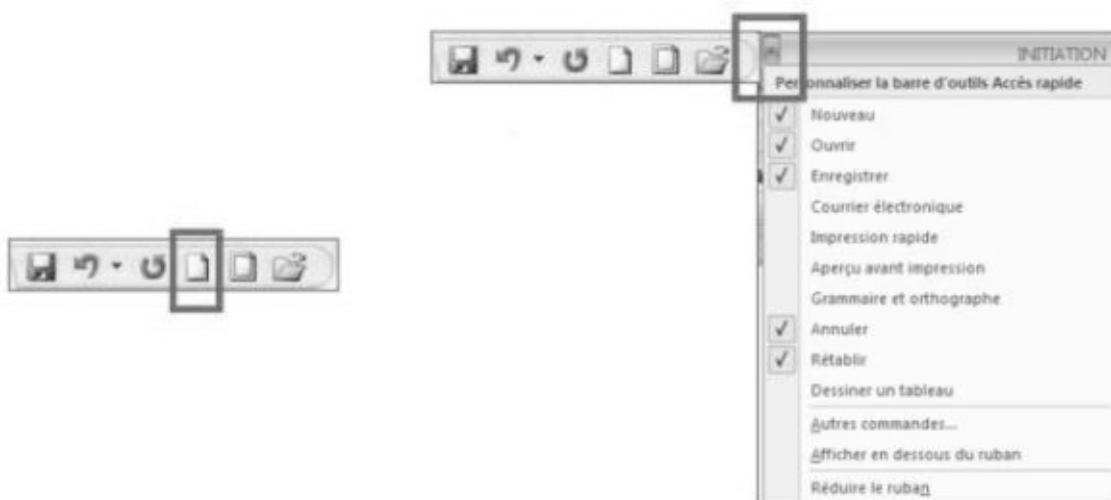 INITIATION
Personnaliser la barre d'outils Accès rapide
Nouveau
Ouvrir
Enregistrer
Courrier électronique
Impression rapide
Aperçu avant impression
Grammaire et orthographe
Annuler
Rétablir
Dessiner un tableau
Autres commandes...
Afficher en dessous du ruban
Réduire le ruban